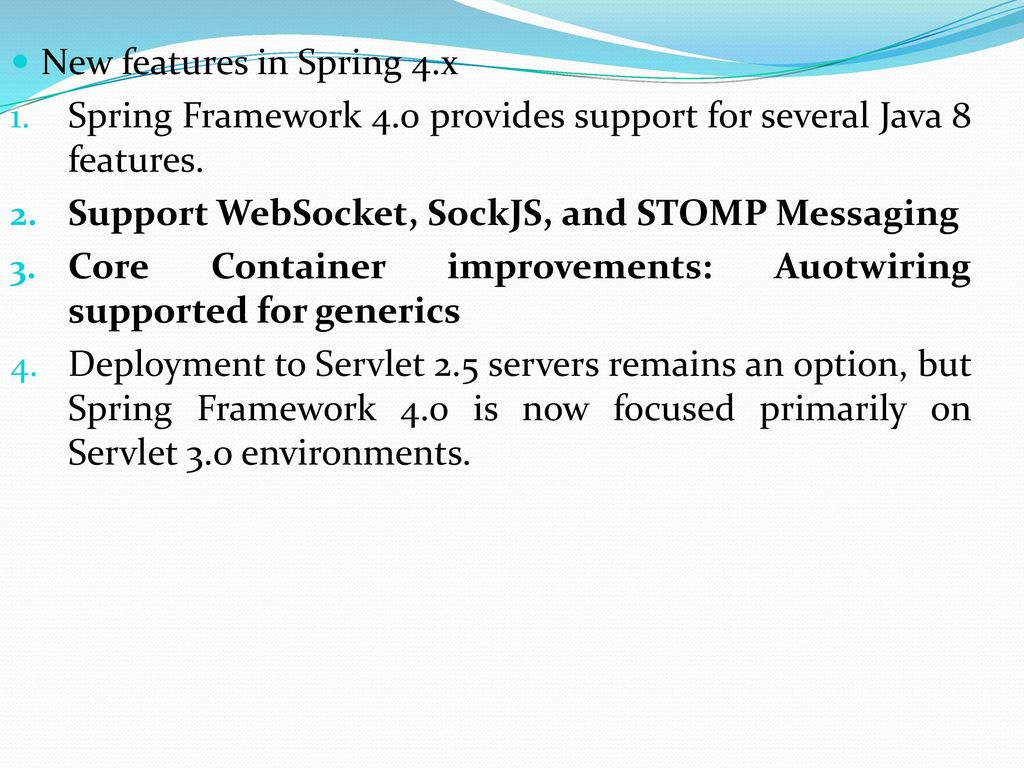 • New features in Spring 4.x
1. Spring Framework 4.0 provides support for several Java 8
features.
2. Support WebSocket, SockJS, and STOMP Messaging
3. Core Container improvements: Auotwiring
supported for generics
4. Deployment to Servlet 2.5 servers remains an option, but
Spring Framework 4.0 is now focused primarily on
Servlet 3.0 environments.